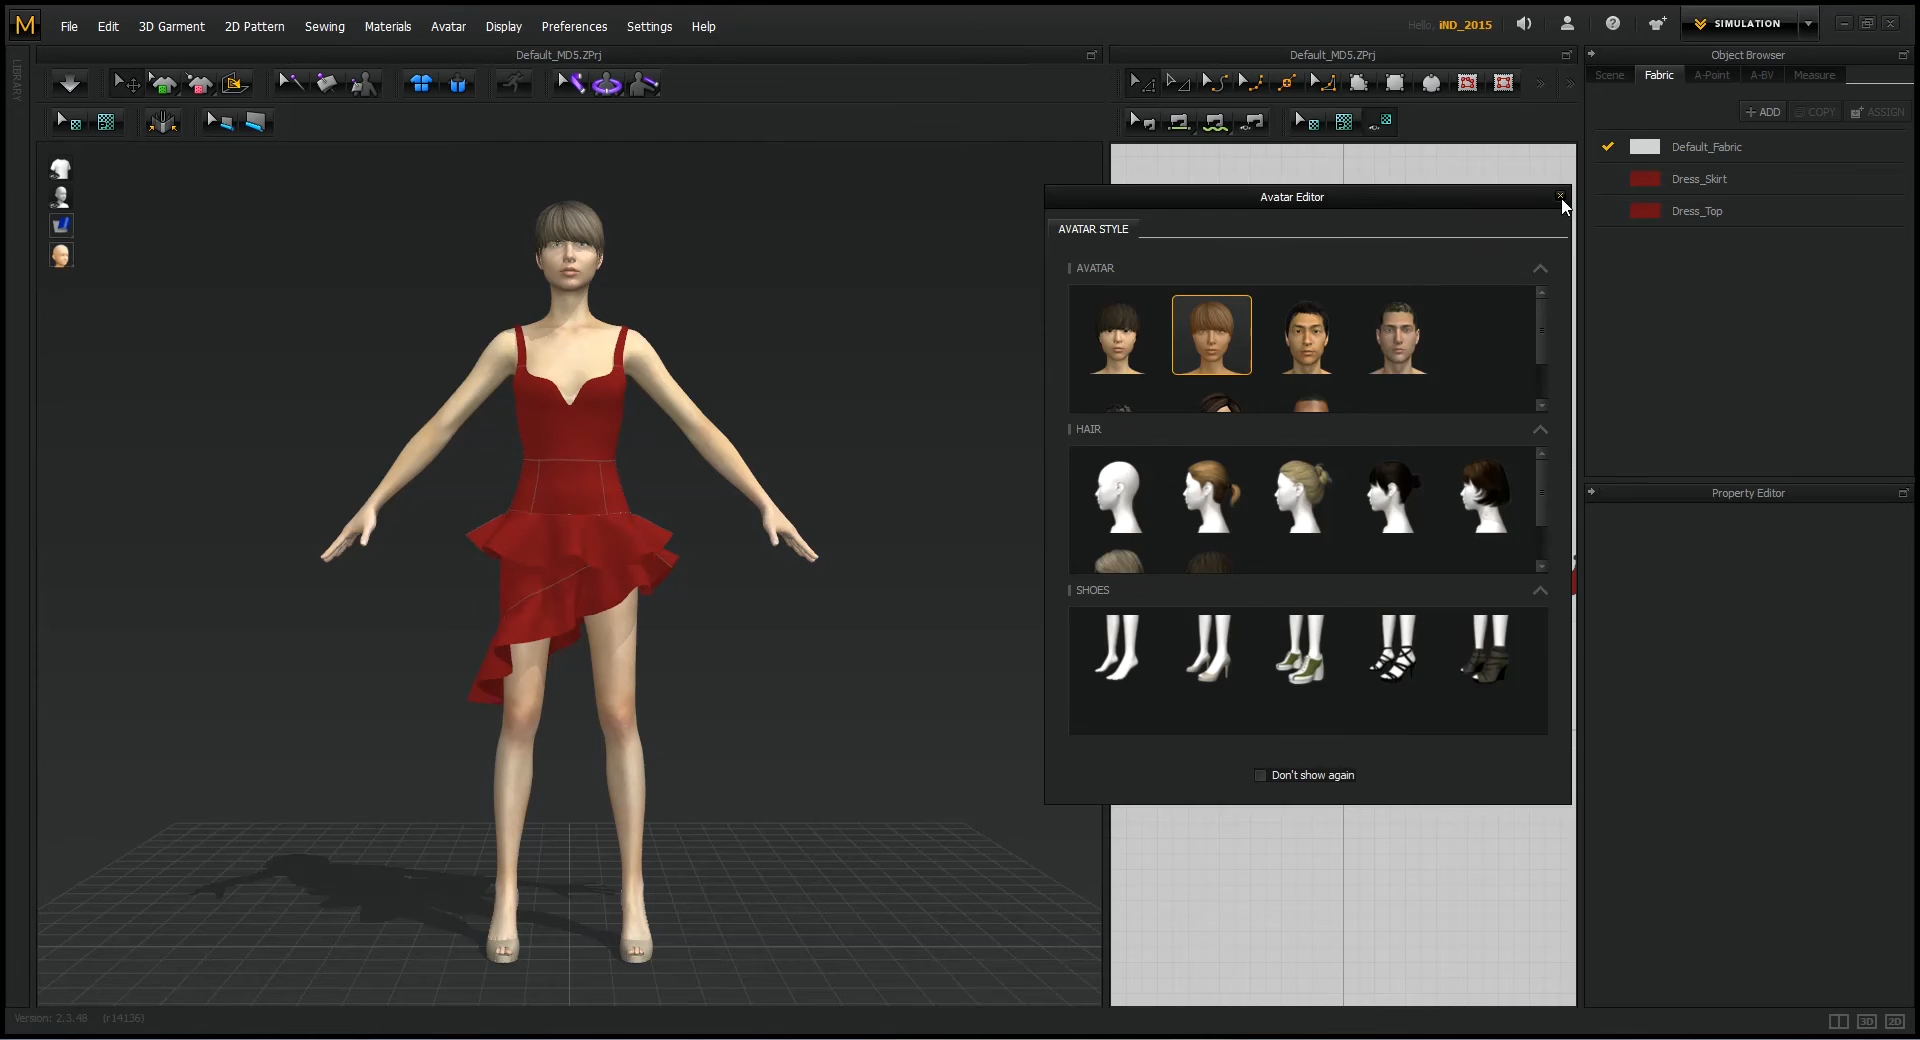 M File Edit 3D Garment 2D Pattern Sewing Materials Avatar Display Preferences Settings Help Hello, iND_2015 SIMULATION
Default_MD5.ZPrj Default_MD5.ZPrj Object Browser
LIBRARY
Scene Fabric A-Point A-BV Measure
+ ADD COPY ASSIGN
Default_Fabric
Dress_Skirt
Dress_Top
Avatar Editor
AVATAR STYLE
AVATAR
HAIR
SHOES
Don't show again
Property Editor
Version: 2.3.48 (r14136)
3D 2D